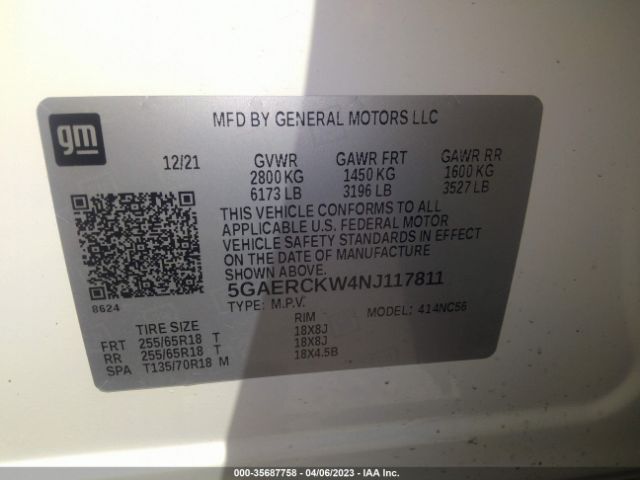 gm
MFD BY GENERAL MOTORS LLC
12/21 GVWR GAWR FRT GAWR RR
2800 KG 1450 KG 1600 KG
6173 LB 3196 LB 3527 LB
THIS VEHICLE CONFORMS TO ALL
APPLICABLE U.S. FEDERAL MOTOR
VEHICLE SAFETY STANDARDS IN EFFECT
ON THE DATE OF MANUFACTURE
SHOWN ABOVE.
8624
5GAERCKW4NJ117811
TYPE: M.P.V. MODEL: 414NC56
TIRE SIZE RIM
FRT 255/65R18 T 18X8J
RR 255/65R18 T 18X8J
SPA T135/70R18 M 18X4.5B
000-35687758 - 04/06/2023 - IAA Inc.